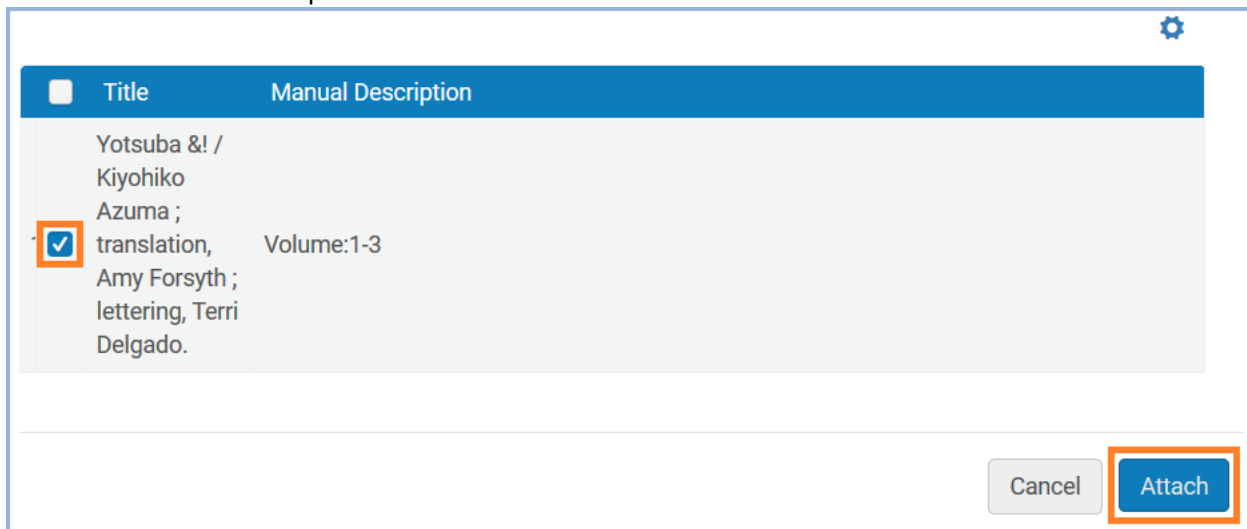 Title Manual Description
Yotsuba &! /
Kiyohiko
Azuma ;
translation,
Amy Forsyth ;
lettering, Terri
Delgado.
Volume:1-3
Cancel Attach